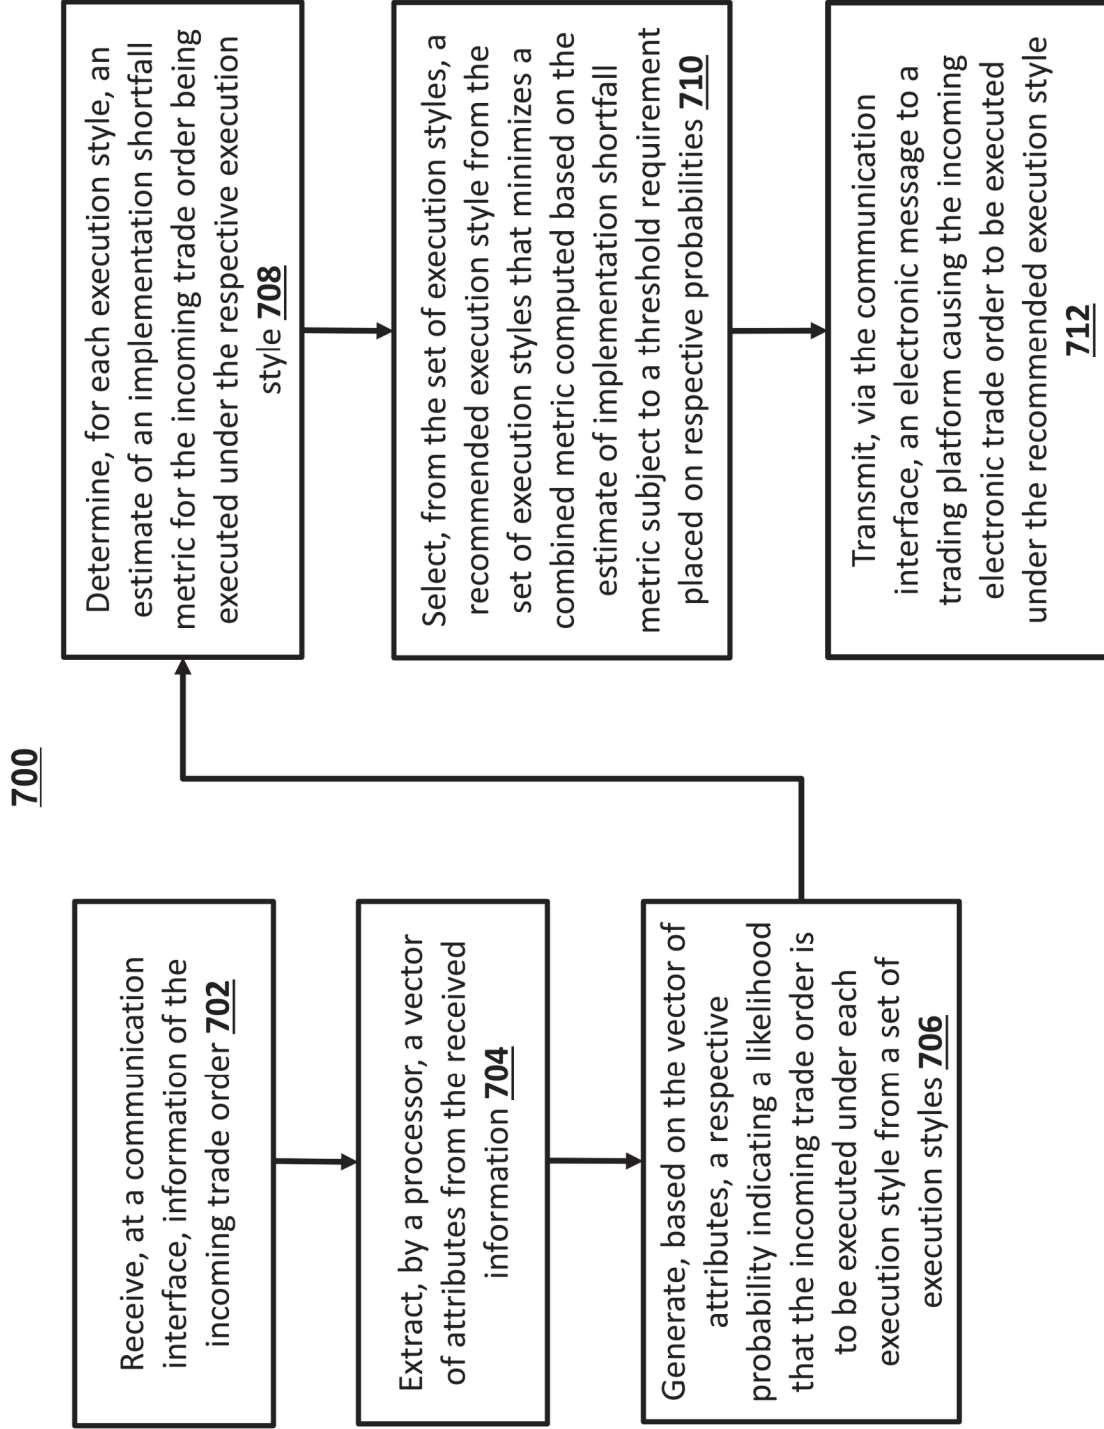 700
Receive, at a communication
interface, information of the
incoming trade order 702
Extract, by a processor, a vector
of attributes from the received
information 704
Generate, based on the vector of
attributes, a respective
probability indicating a likelihood
that the incoming trade order is
to be executed under each
execution style from a set of
execution styles 706
Determine, for each execution style, an
estimate of an implementation shortfall
metric for the incoming trade order being
executed under the respective execution
style 708
Select, from the set of execution styles, a
recommended execution style from the
set of execution styles that minimizes a
combined metric computed based on the
estimate of implementation shortfall
metric subject to a threshold requirement
placed on respective probabilities 710
Transmit, via the communication
interface, an electronic message to a
trading platform causing the incoming
electronic trade order to be executed
under the recommended execution style
712